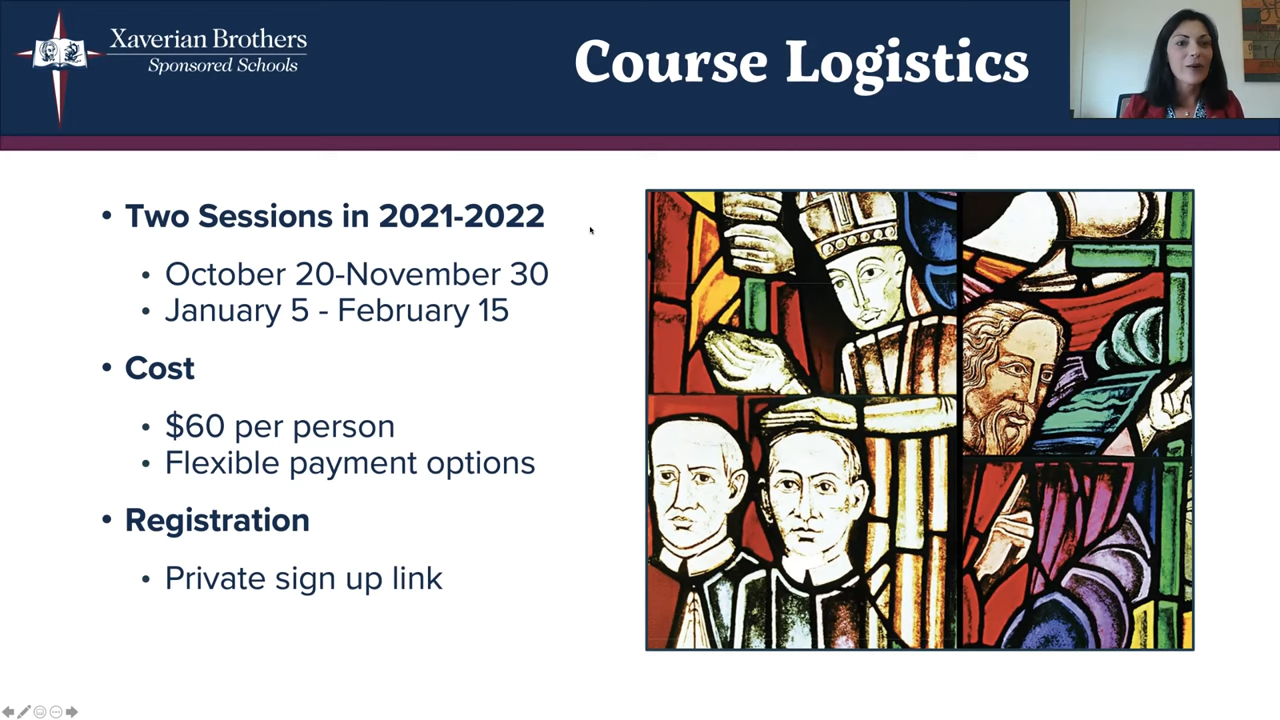 Xaverian Brothers
Sponsored Schools
Course Logistics
• Two Sessions in 2021-2022
• October 20-November 30
• January 5 - February 15
• Cost
• $60 per person
• Flexible payment options
• Registration
• Private sign up link